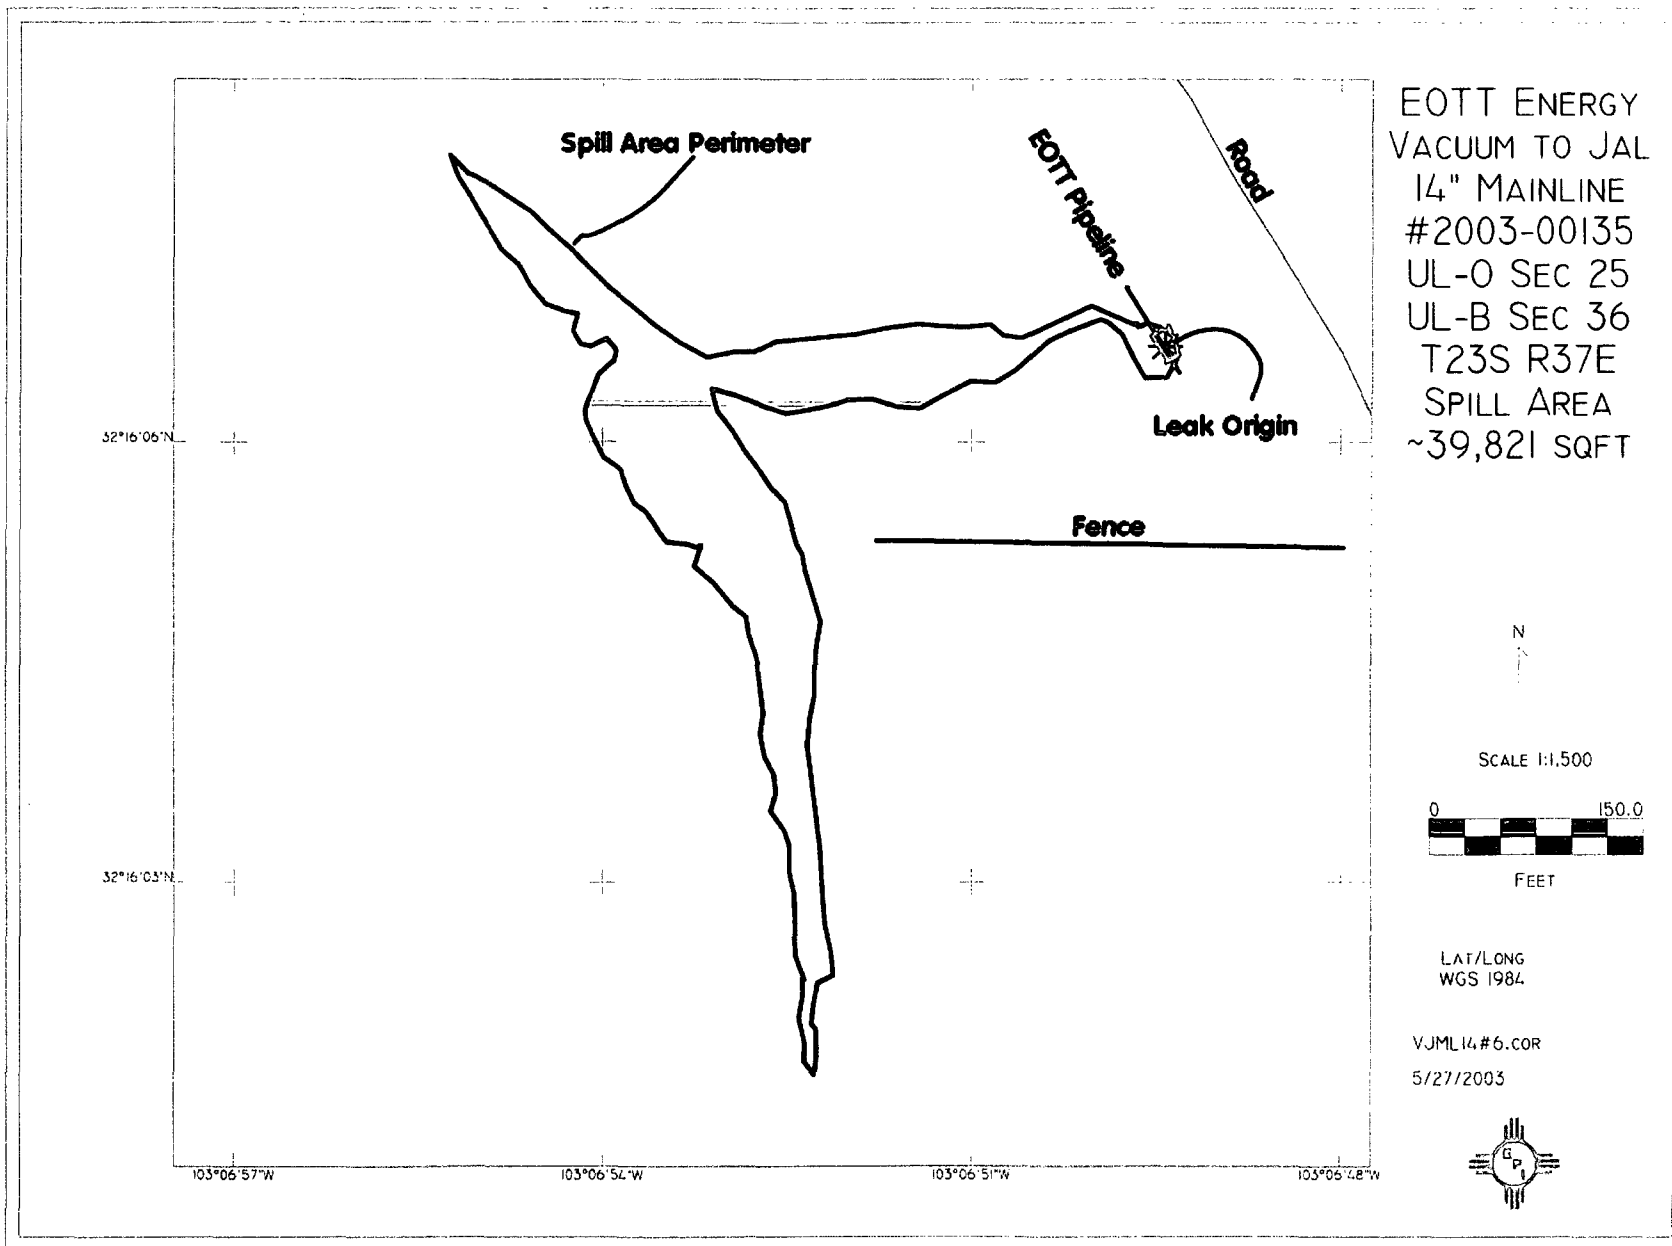 EOTT ENERGY
VACUUM TO JAL
14" MAINLINE
#2003-00135
UL-O SEC 25
UL-B SEC 36
T23S R37E
SPILL AREA
~39,821 SQFT
Spill Area Perimeter
EOTT Pipeline
Road
Leak Origin
32°16'06"N
Fence
N
SCALE 1:1,500
0 150.0
FEET
32°16'03"N
LAT/LONG
WGS 1984
VJML14#6.COR
5/27/2003
GPI
103°06'57"W 103°06'54"W 103°06'51"W 103°06'48"W